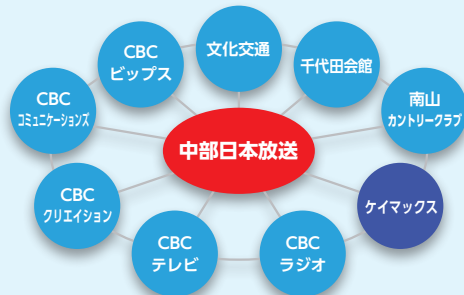 文化交通
CBC
ビップス
千代田会館
CBC
コミュニケーションズ
南山
カントリークラブ
中部日本放送
CBC
クリエイション
ケイマックス
CBC
テレビ
CBC
ラジオ